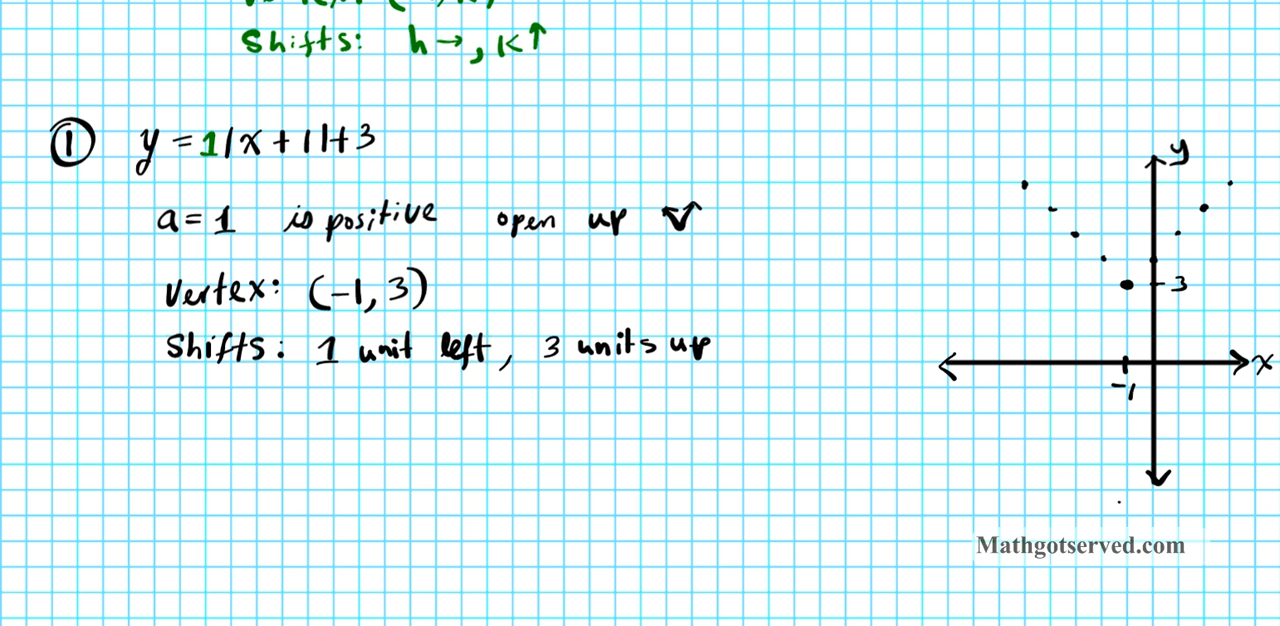 Shifts: h→, k↑
① y = 1|x + 1|+3
a = 1 is positive open up
Vertex: (-1, 3)
Shifts: 1 unit left, 3 units up
y
3
x
-1
Mathgotserved.com